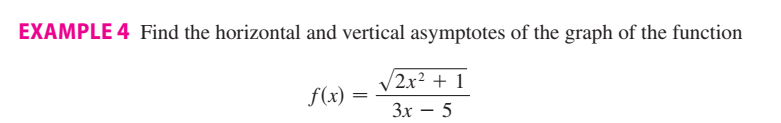 EXAMPLE 4 Find the horizontal and vertical asymptotes of the graph of the function
f(x) = √(2x² + 1) / (3x − 5)